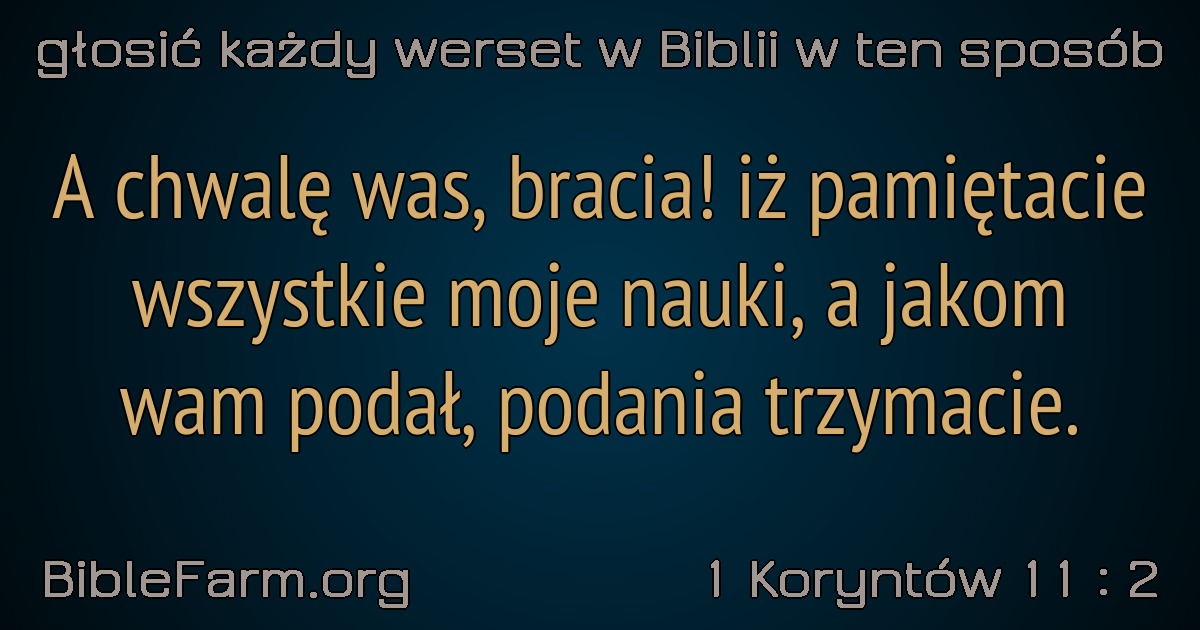 głosić każdy werset w Biblii w ten sposób
A chwalę was, bracia! iż pamiętacie
wszystkie moje nauki, a jakom
wam podał, podania trzymacie.
BibleFarm.org
1 Koryntów 11 : 2